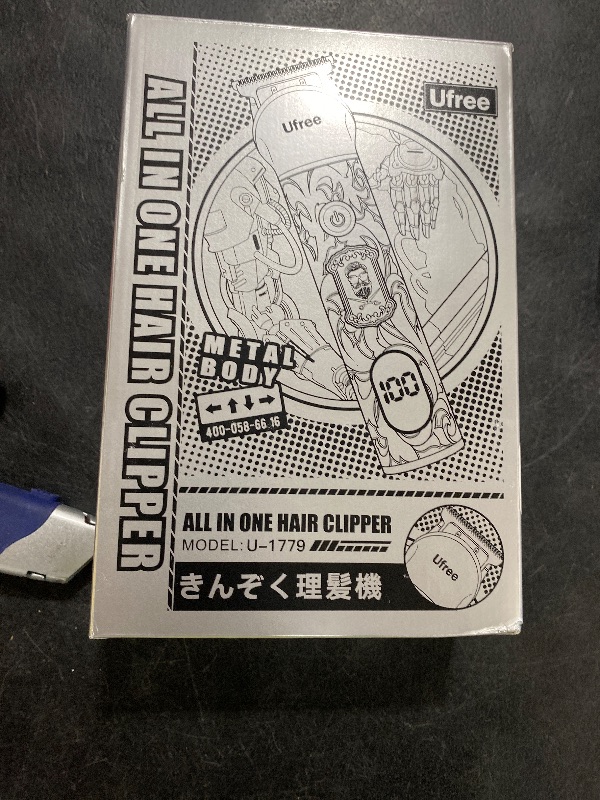 ALL IN ONE HAIR CLIPPER
Ufree
Ufree
METAL
BODY
400-058-66 16
100
ALL IN ONE HAIR CLIPPER
MODEL: U-1779
きんぞく理髪機
Ufree